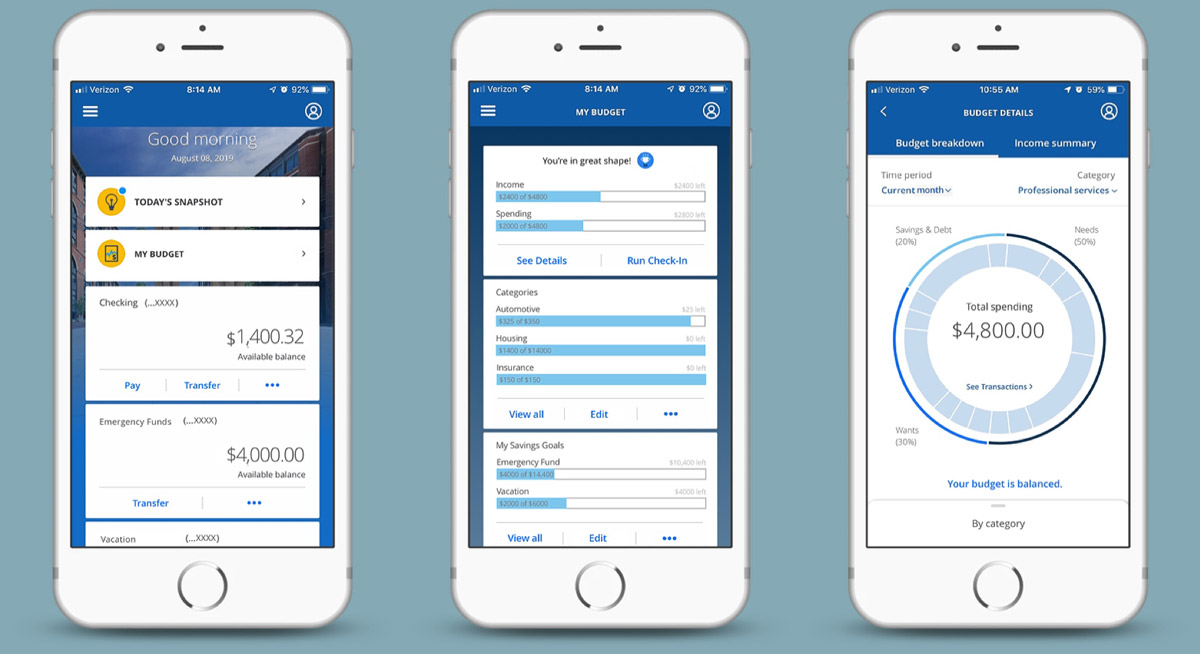 Verizon 8:14 AM 92%
Good morning
August 08, 2019
TODAY'S SNAPSHOT
MY BUDGET
Checking (...XXXX)
$1,400.32
Available balance
Pay Transfer
Emergency Funds (...XXXX)
$4,000.00
Available balance
Transfer
Vacation (...XXXX)
Verizon 8:14 AM 92%
MY BUDGET
You're in great shape!
Income $2400 left
$2400 of $4800
Spending $2800 left
$2000 of $4800
See Details Run Check-In
Categories
Automotive $25 left
$325 of $350
Housing $0 left
$1400 of $14000
Insurance $0 left
$150 of $150
View all Edit
My Savings Goals
Emergency Fund $10,400 left
$4000 of $14,400
Vacation $4000 left
$2000 of $6000
View all Edit
Verizon 10:55 AM 59%
BUDGET DETAILS
Budget breakdown Income summary
Time period Category
Current month Professional services
Savings & Debt
(20%)
Needs
(50%)
Total spending
$4,800.00
See Transactions
Wants
(30%)
Your budget is balanced.
By category